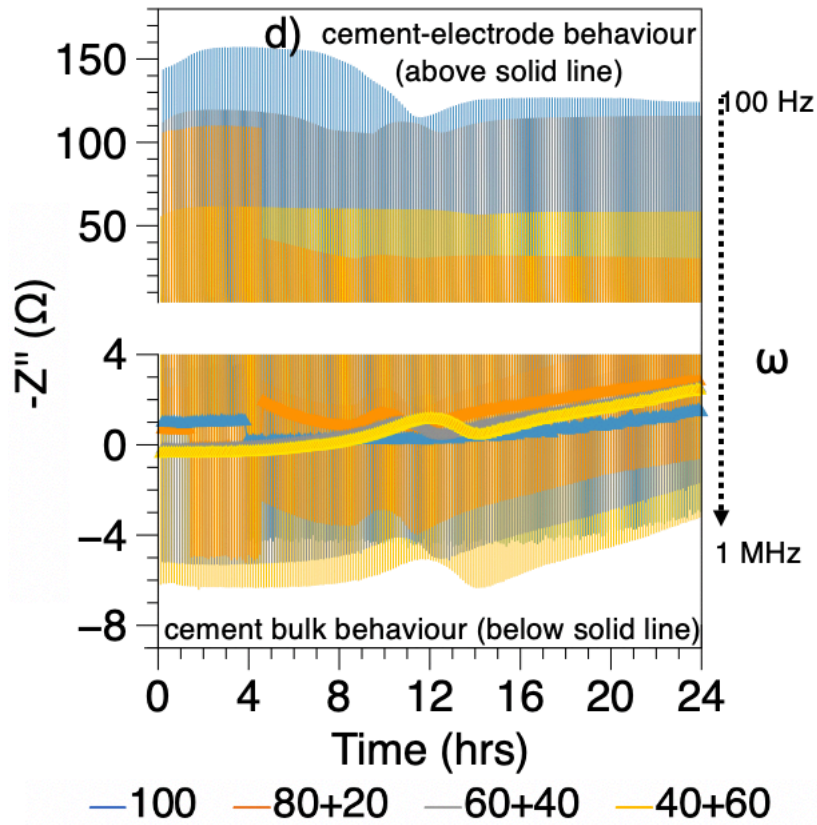 d) cement-electrode behaviour
(above solid line)
150
100
50
100 Hz
-Z" (Ω)
4
0
−4
−8
ω
1 MHz
cement bulk behaviour (below solid line)
0 4 8 12 16 20 24
Time (hrs)
100 80+20 60+40 40+60